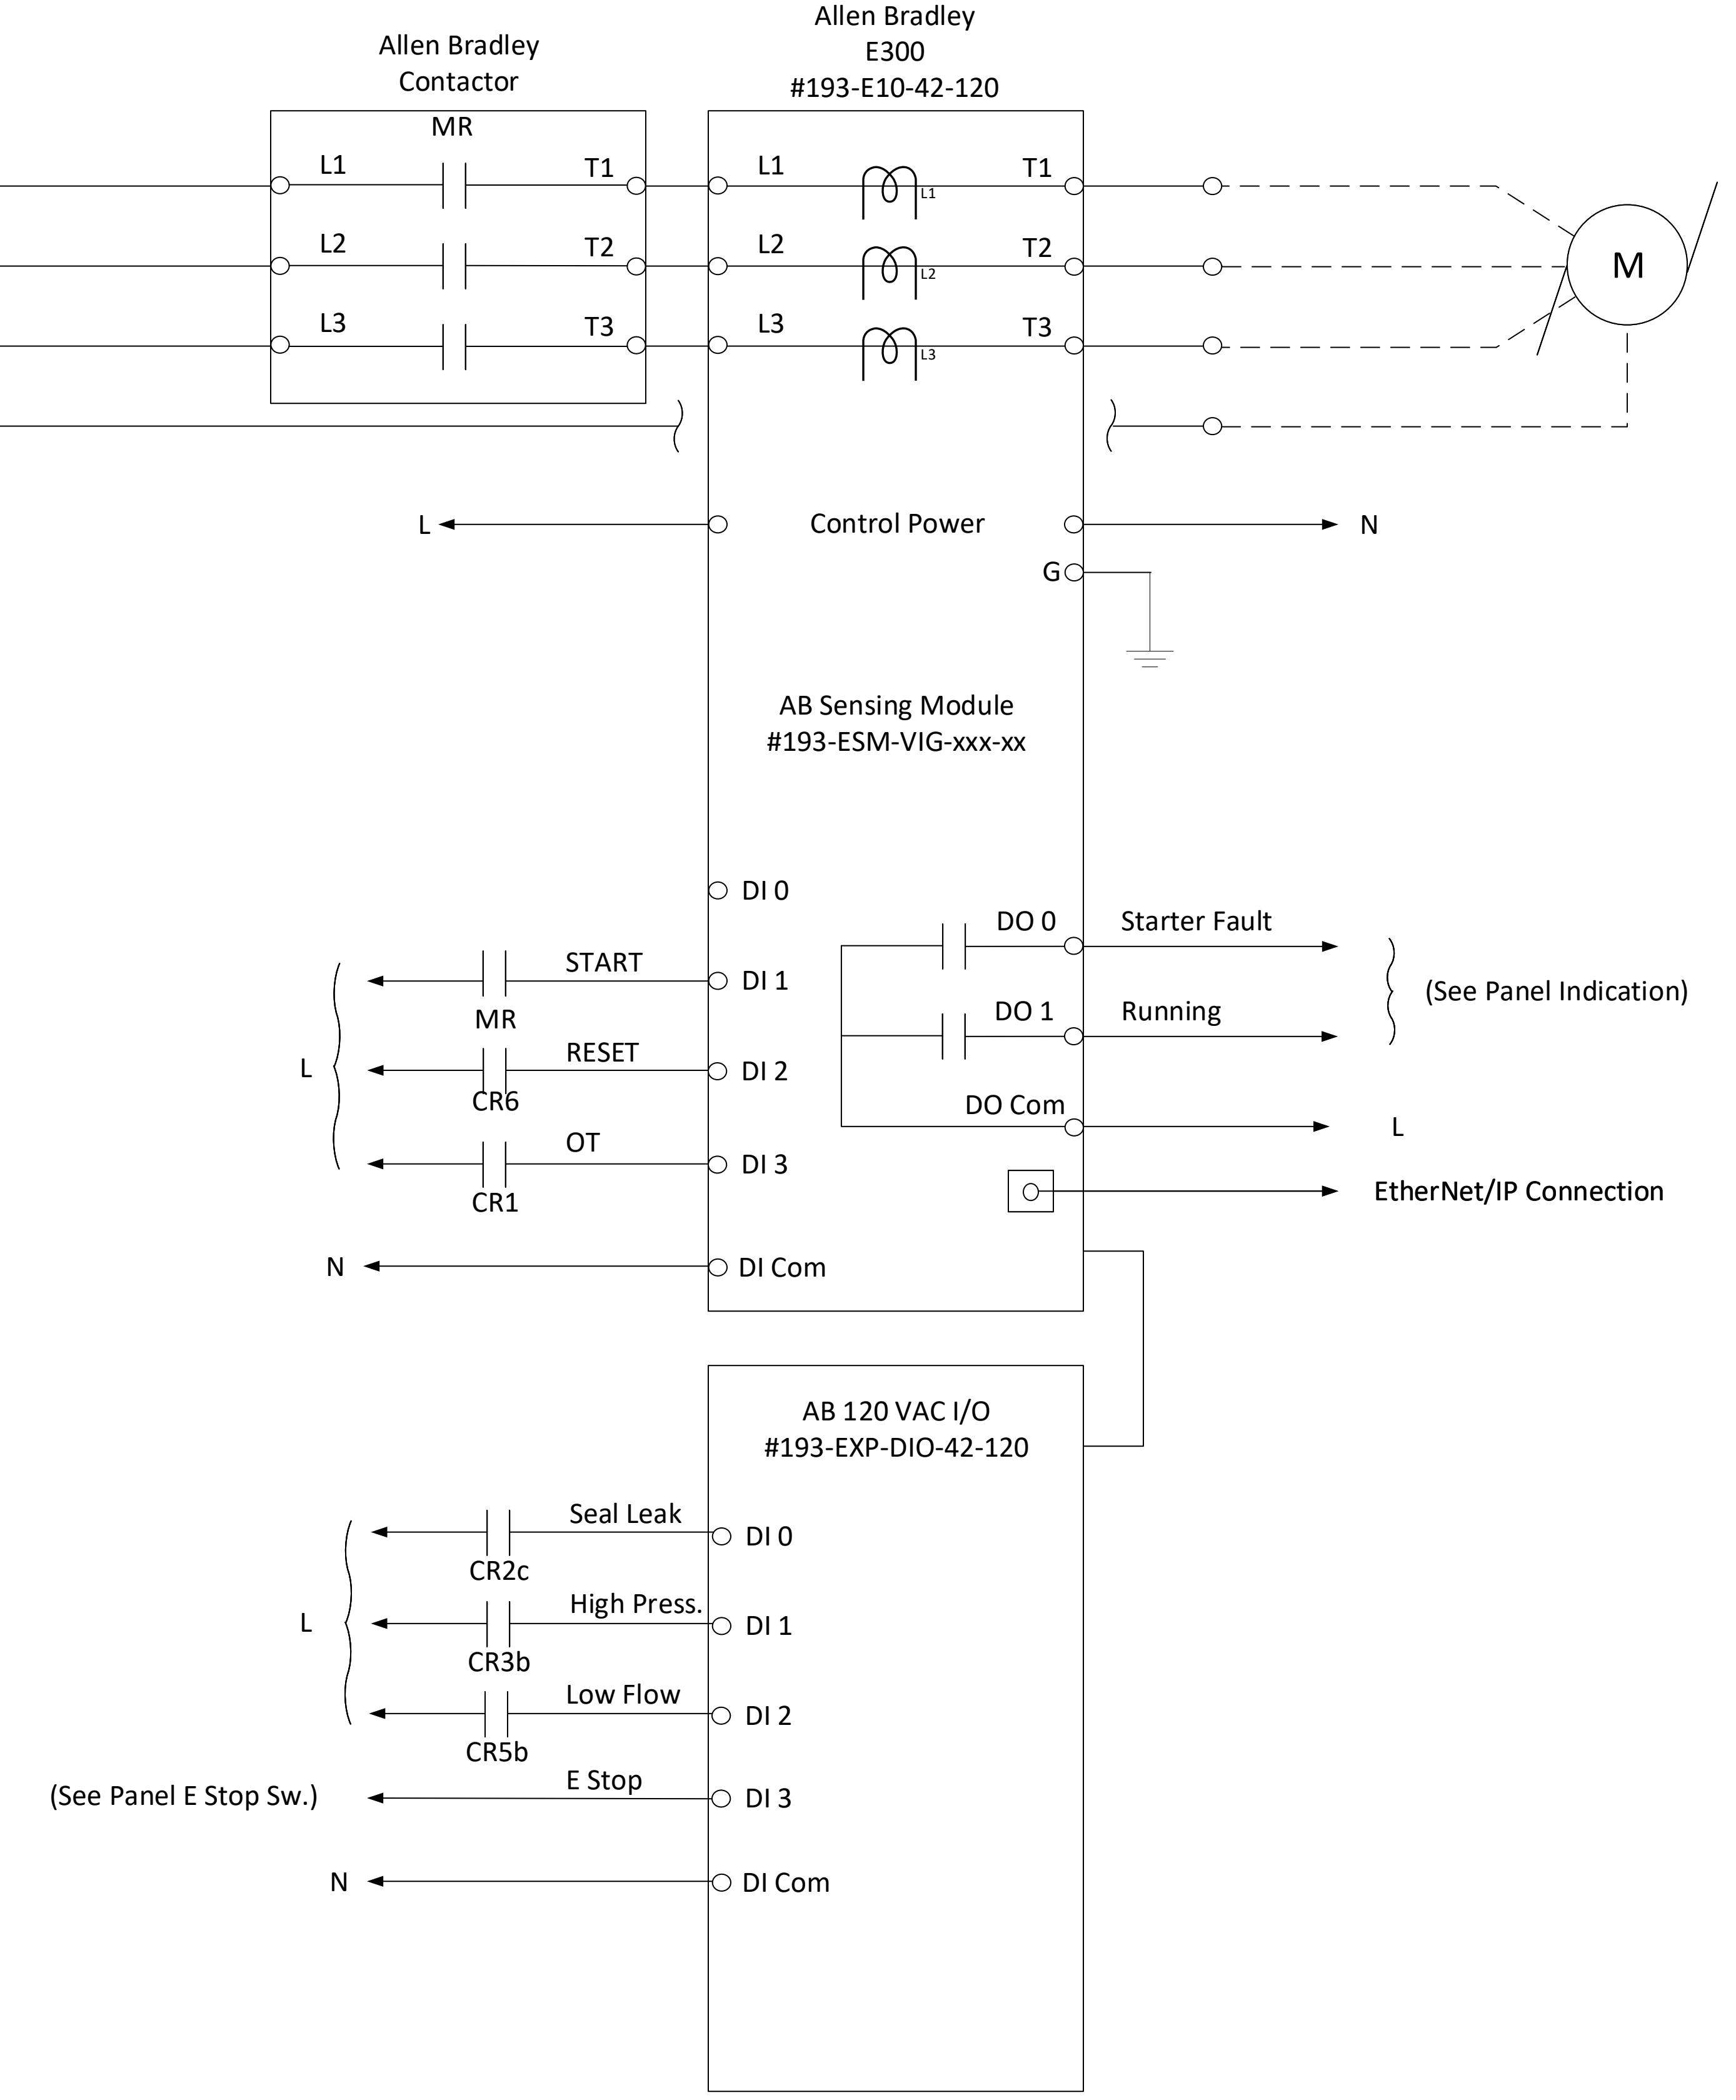 Allen Bradley
Contactor
Allen Bradley
E300
#193-E10-42-120
MR
L1
T1
L1
L1
T1
L2
T2
L2
L2
T2
M
L3
T3
L3
L3
T3
L
Control Power
N
G
AB Sensing Module
#193-ESM-VIG-xxx-xx
DI 0
DO 0
Starter Fault
START
DI 1
MR
(See Panel Indication)
DO 1
Running
RESET
DI 2
L
CR6
DO Com
L
OT
DI 3
CR1
EtherNet/IP Connection
N
DI Com
AB 120 VAC I/O
#193-EXP-DIO-42-120
Seal Leak
DI 0
CR2c
L
High Press.
DI 1
CR3b
Low Flow
DI 2
CR5b
(See Panel E Stop Sw.)
E Stop
DI 3
N
DI Com